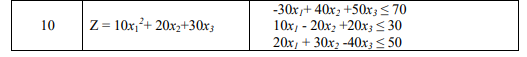 -30x₁+ 40x₂ +50x₃ ≤ 70
10 Z = 10x₁²+ 20x₂+30x₃ 10x₁ - 20x₂ +20x₃ ≤ 30
20x₁ + 30x₂ -40x₃ ≤ 50